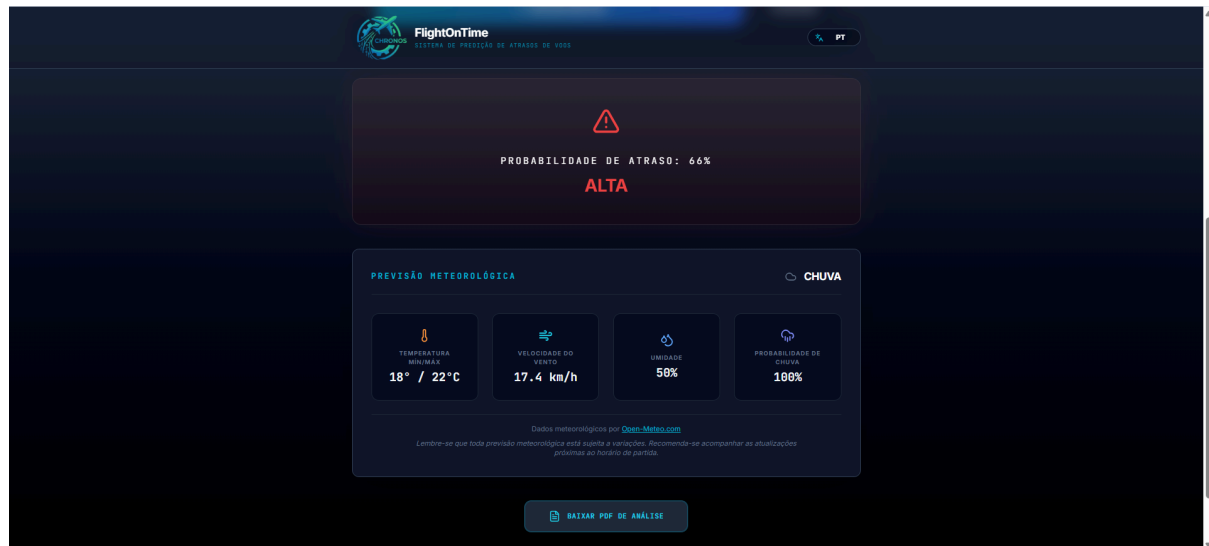 CHRONOS
FlightOnTime
SISTEMA DE PREDIÇÃO DE ATRASOS DE VOOS
PT
PROBABILIDADE DE ATRASO: 66%
ALTA
PREVISÃO METEOROLÓGICA
CHUVA
TEMPERATURA
MÍN/MÁX
18° / 22°C
VELOCIDADE DO
VENTO
17.4 km/h
UMIDADE
50%
PROBABILIDADE DE
CHUVA
100%
Dados meteorológicos por Open-Meteo.com
Lembre-se que toda previsão meteorológica está sujeita a variações. Recomenda-se acompanhar as atualizações
próximas ao horário de partida.
BAIXAR PDF DE ANÁLISE